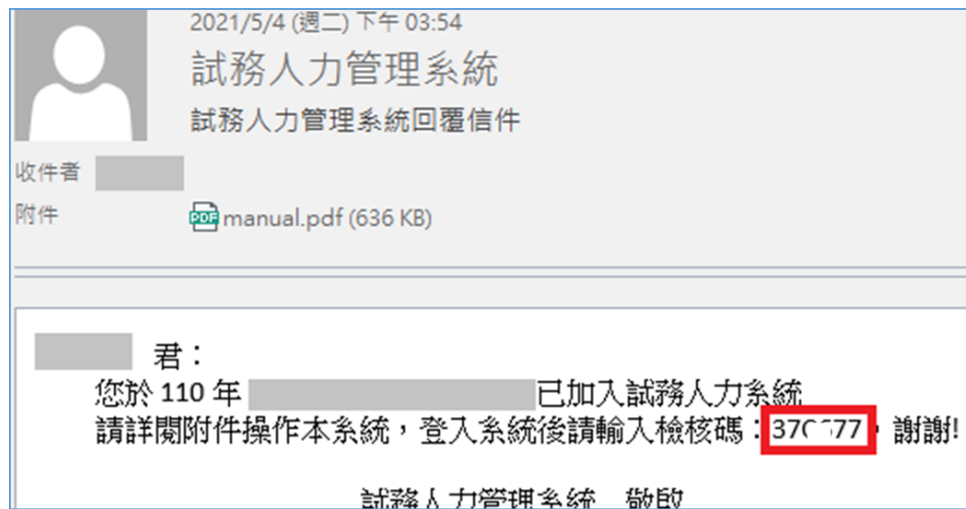 2021/5/4 (週二) 下午 03:54
試務人力管理系統
試務人力管理系統回覆信件
收件者
附件 PDF manual.pdf (636 KB)
君：
您於 110 年 已加入試務人力系統
請詳閱附件操作本系統，登入系統後請輸入檢核碼： ，謝謝!
試務人力管理系統 敬啟